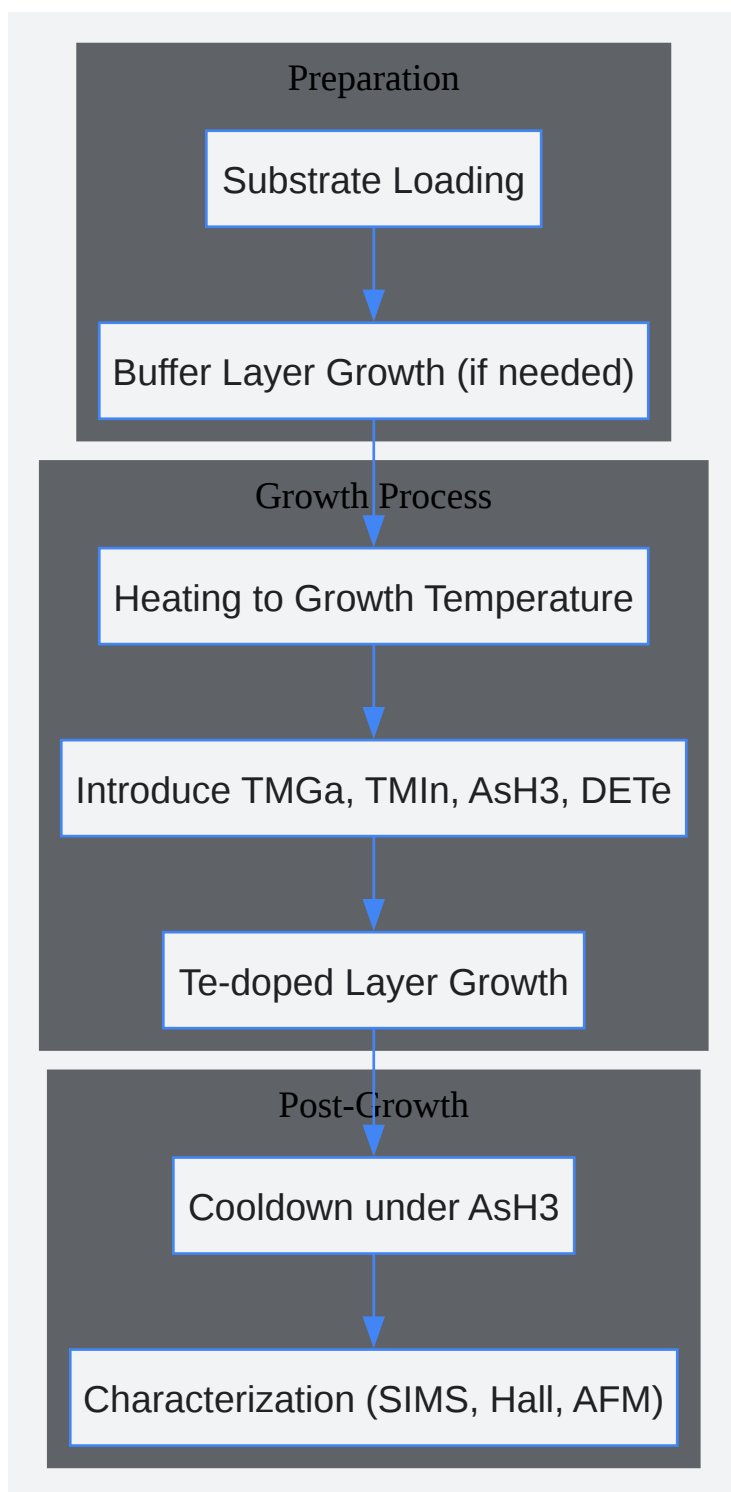 Preparation
Substrate Loading
Buffer Layer Growth (if needed)
Growth Process
Heating to Growth Temperature
Introduce TMGa, TMIn, AsH3, DETe
Te-doped Layer Growth
Post-Growth
Cooldown under AsH3
Characterization (SIMS, Hall, AFM)